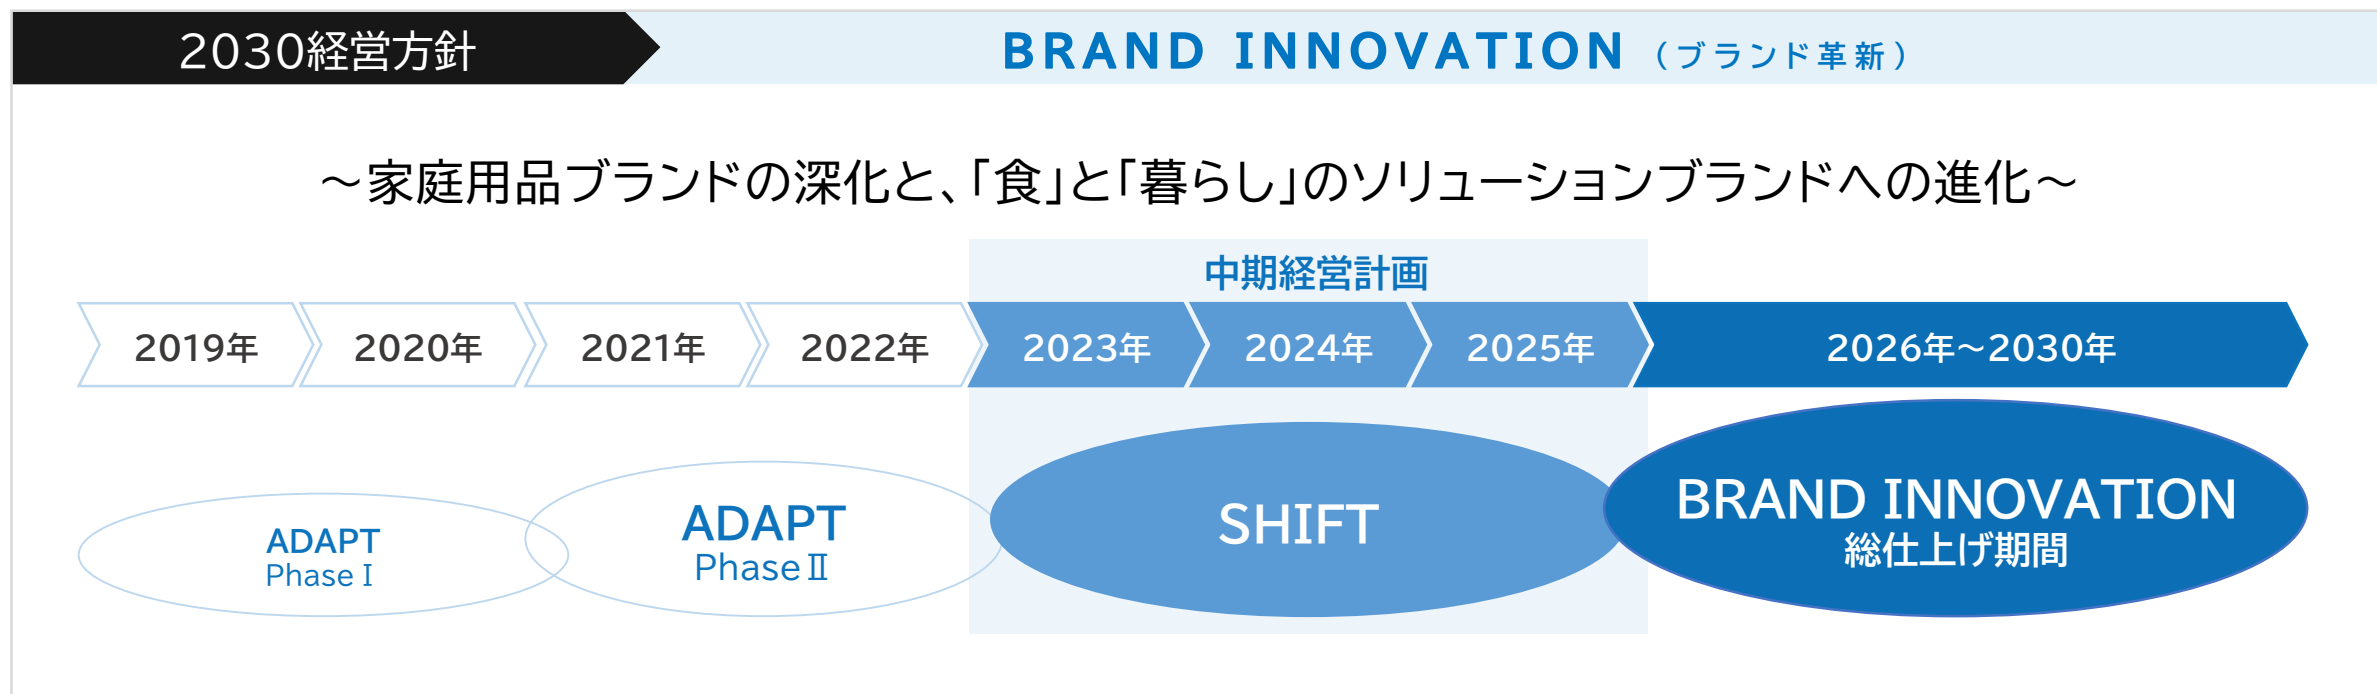 2030経営方針
BRAND INNOVATION (ブランド革新)
～家庭用品ブランドの深化と、「食」と「暮らし」のソリューションブランドへの進化～
中期経営計画
2019年
2020年
2021年
2022年
2023年
2024年
2025年
2026年～2030年
ADAPT
Phase Ⅰ
ADAPT
Phase Ⅱ
SHIFT
BRAND INNOVATION
総仕上げ期間